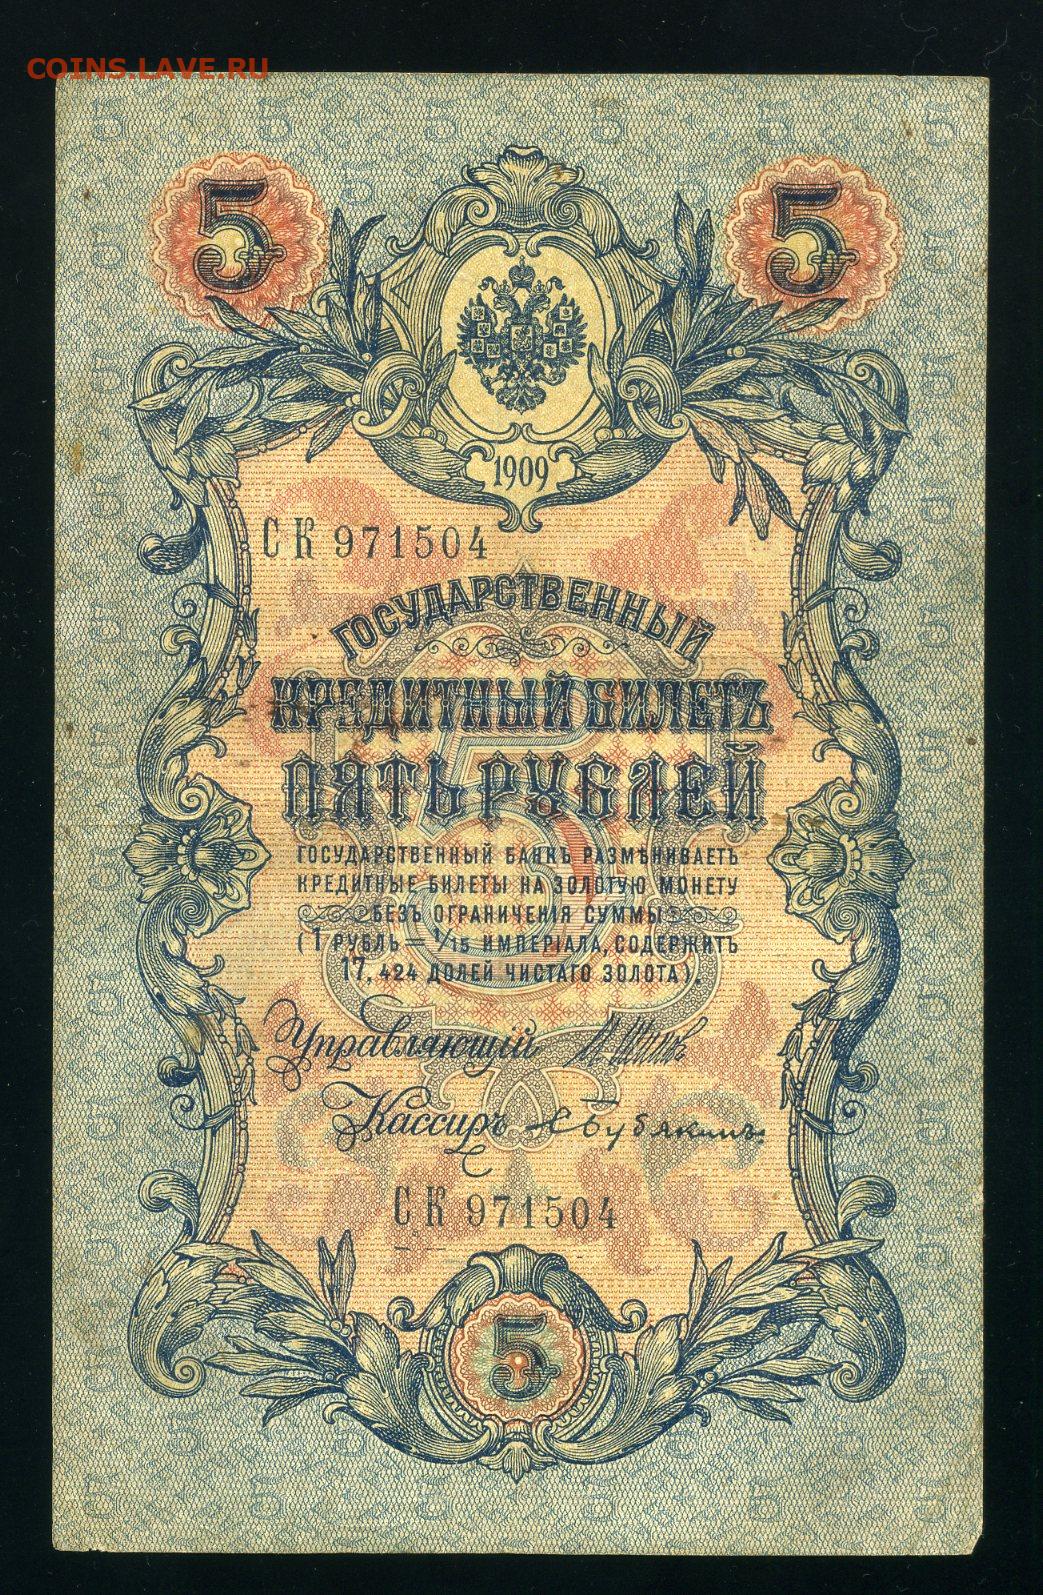 COINS.LAVE.RU
5 5
1909
СК 971504
ГОСУДАРСТВЕННЫЙ
КРЕДИТНЫЙ БИЛЕТЪ
ПЯТЬ РУБЛЕЙ
ГОСУДАРСТВЕННЫЙ БАНКЪ РАЗМѢНИВАЕТЪ
КРЕДИТНЫЕ БИЛЕТЫ НА ЗОЛОТУЮ МОНЕТУ
БЕЗЪ ОГРАНИЧЕНІЯ СУММЫ
(1 РУБЛЬ = 1/15 ИМПЕРІАЛА, СОДЕРЖИТЪ
17,424 ДОЛЕЙ ЧИСТАГО ЗОЛОТА).
Управляющій И Шиповъ
Кассиръ Бубякинъ.
СК 971504
5